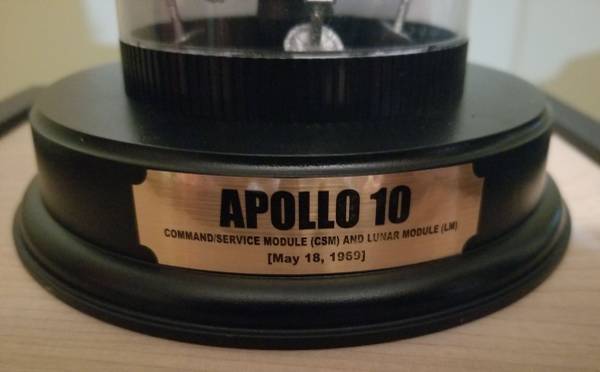 APOLLO 10
COMMAND/SERVICE MODULE (CSM) AND LUNAR MODULE (LM)
[May 18, 1969]